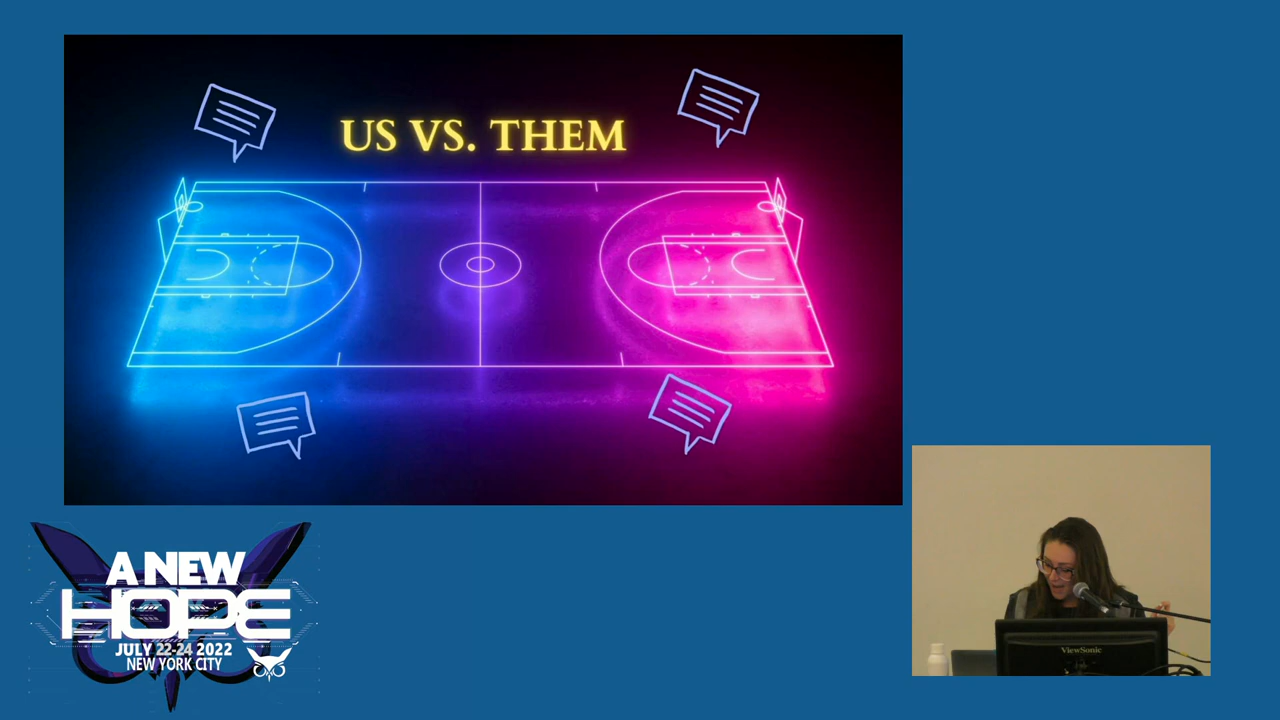 US VS. THEM
A NEW
HOPE
JULY 22-24 2022
NEW YORK CITY
ViewSonic